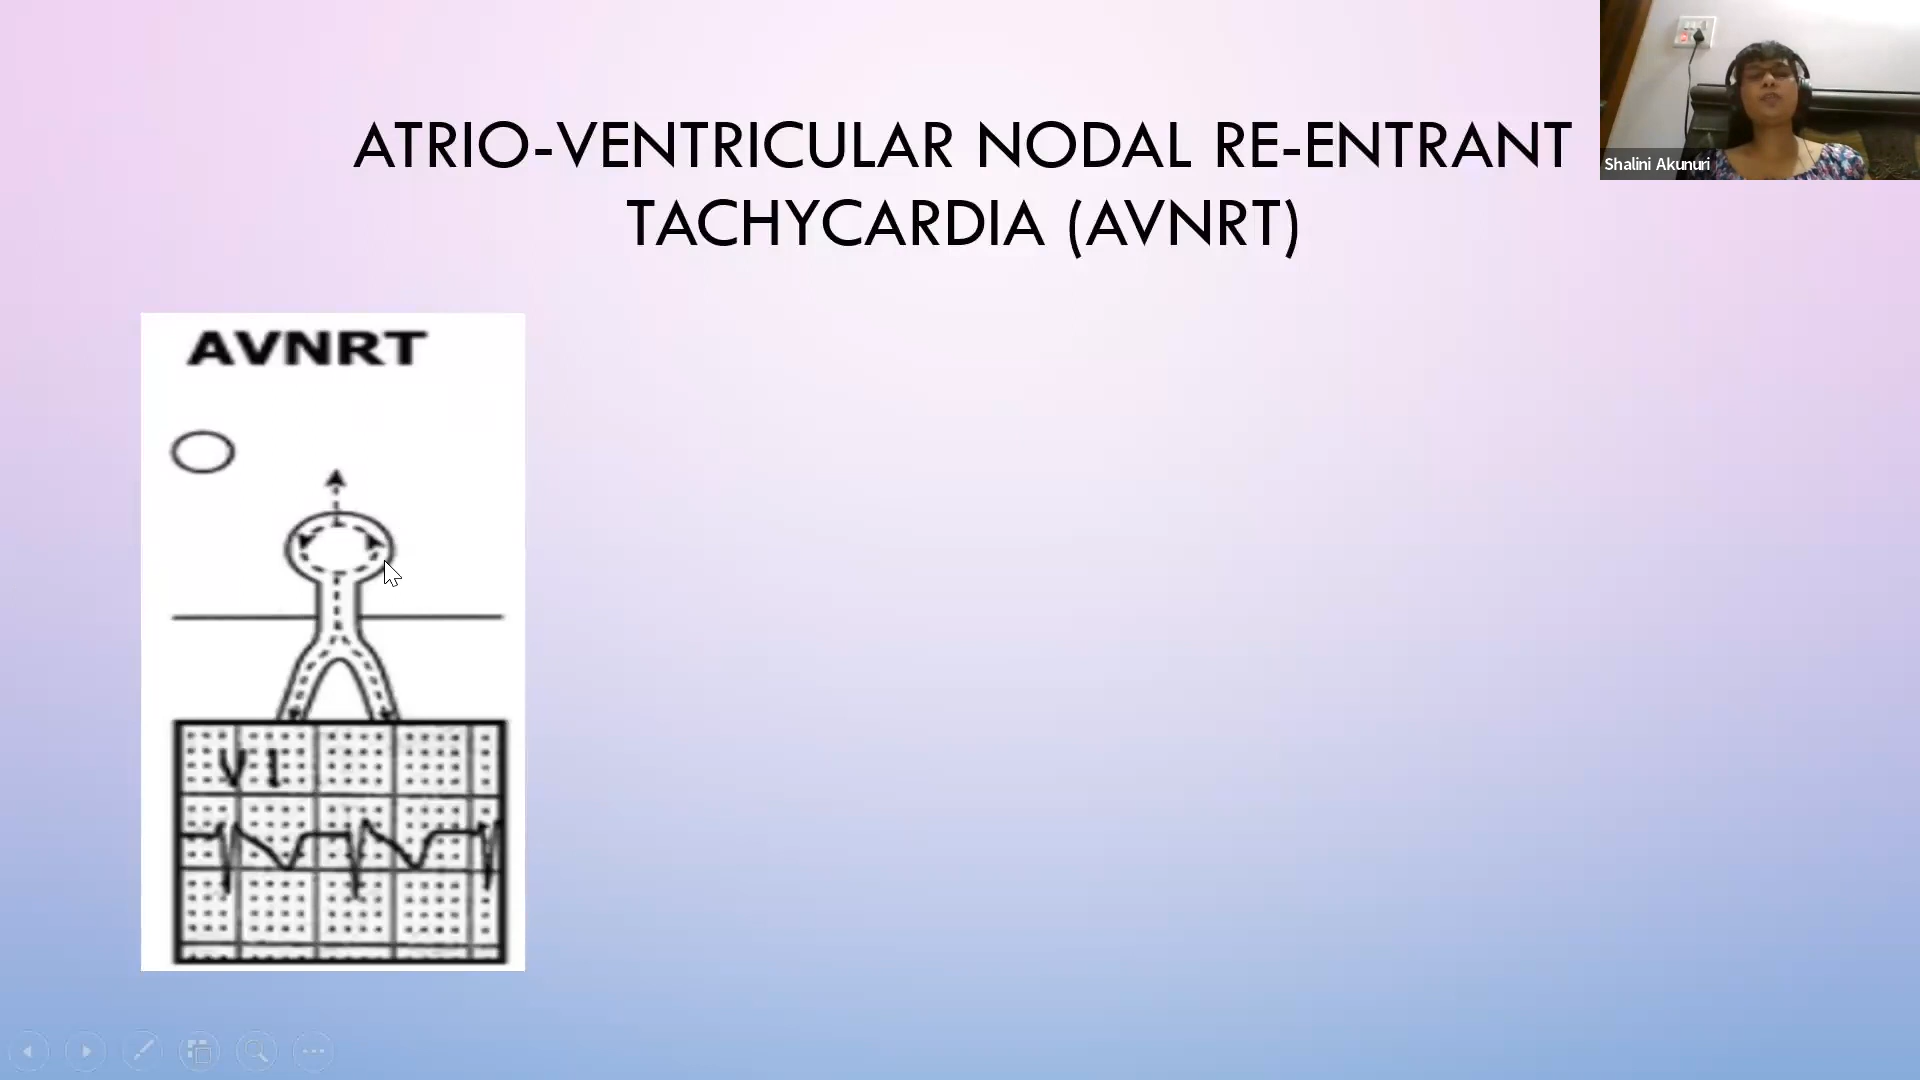 ATRIO-VENTRICULAR NODAL RE-ENTRANT
TACHYCARDIA (AVNRT)
Shalini Akunuri
AVNRT
V1